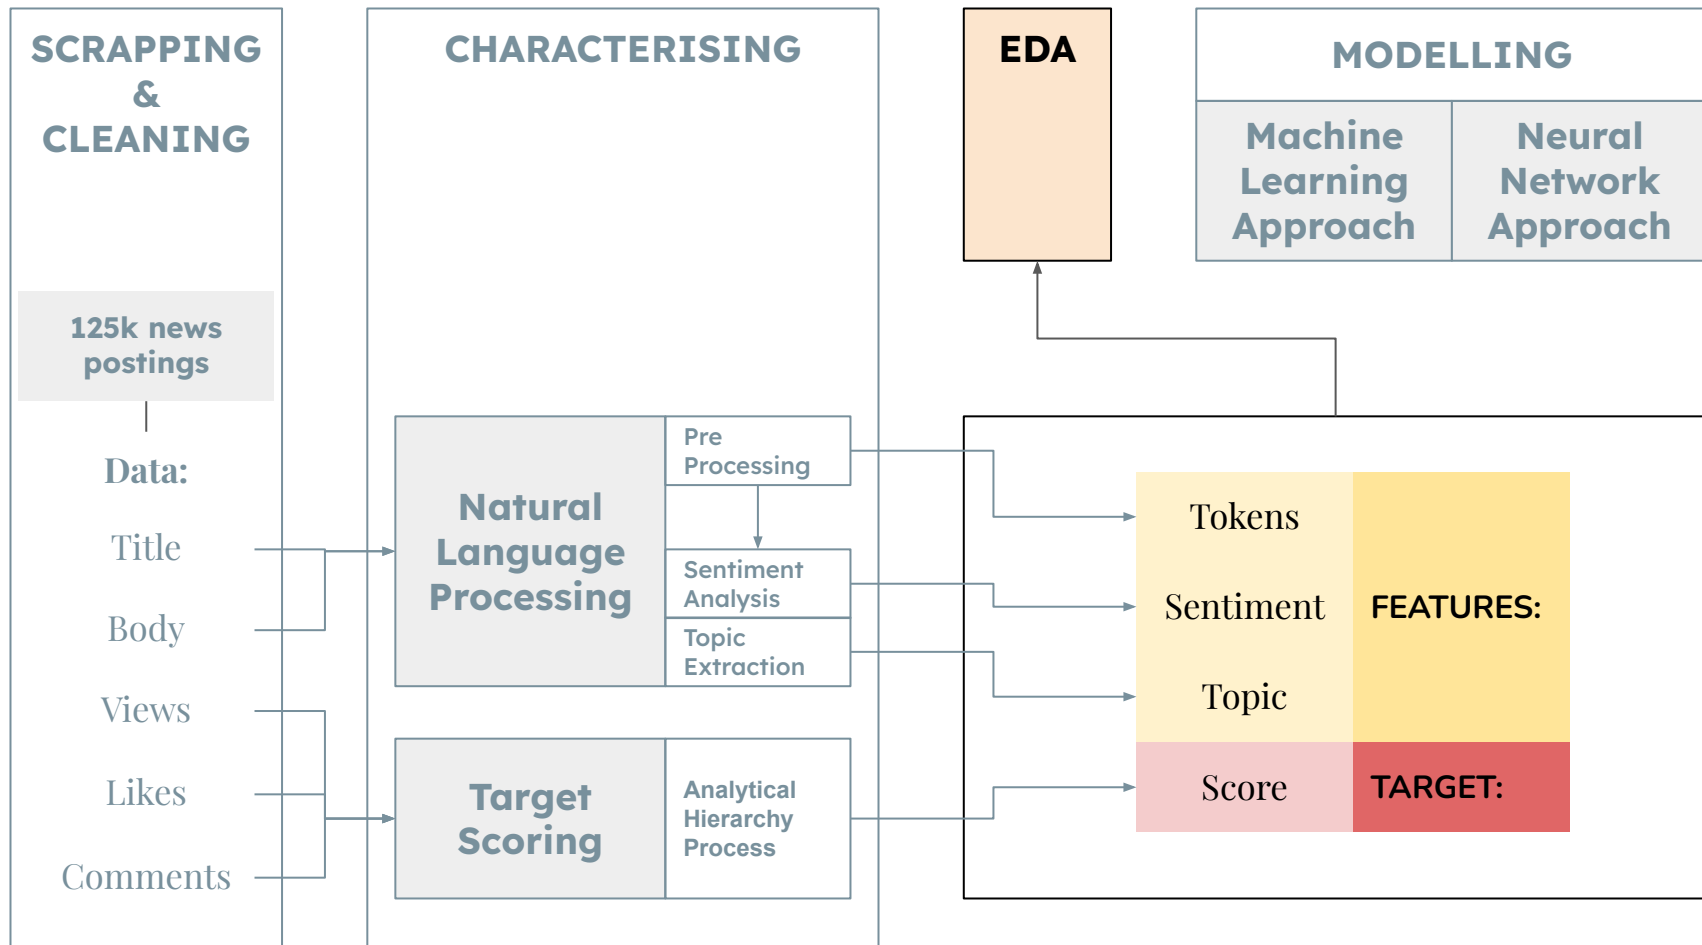 SCRAPPING
&
CLEANING
125k news
postings
Data:
Title
Body
Views
Likes
Comments
CHARACTERISING
Natural
Language
Processing
Pre
Processing
Sentiment
Analysis
Topic
Extraction
Target
Scoring
Analytical
Hierarchy
Process
EDA
MODELLING
Machine
Learning
Approach
Neural
Network
Approach
Tokens
Sentiment
Topic
FEATURES:
Score
TARGET: